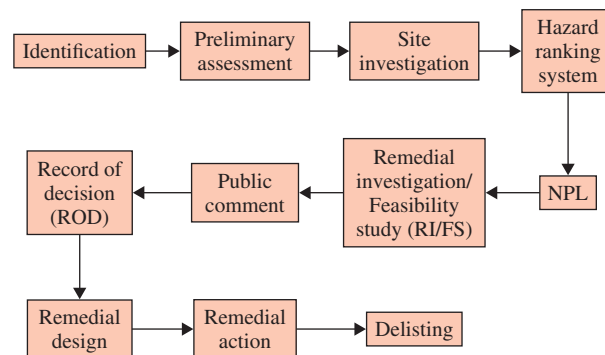 Identification
Preliminary
assessment
Site
investigation
Hazard
ranking
system
NPL
Remedial
investigation/
Feasibility
study (RI/FS)
Public
comment
Record of
decision
(ROD)
Remedial
design
Remedial
action
Delisting